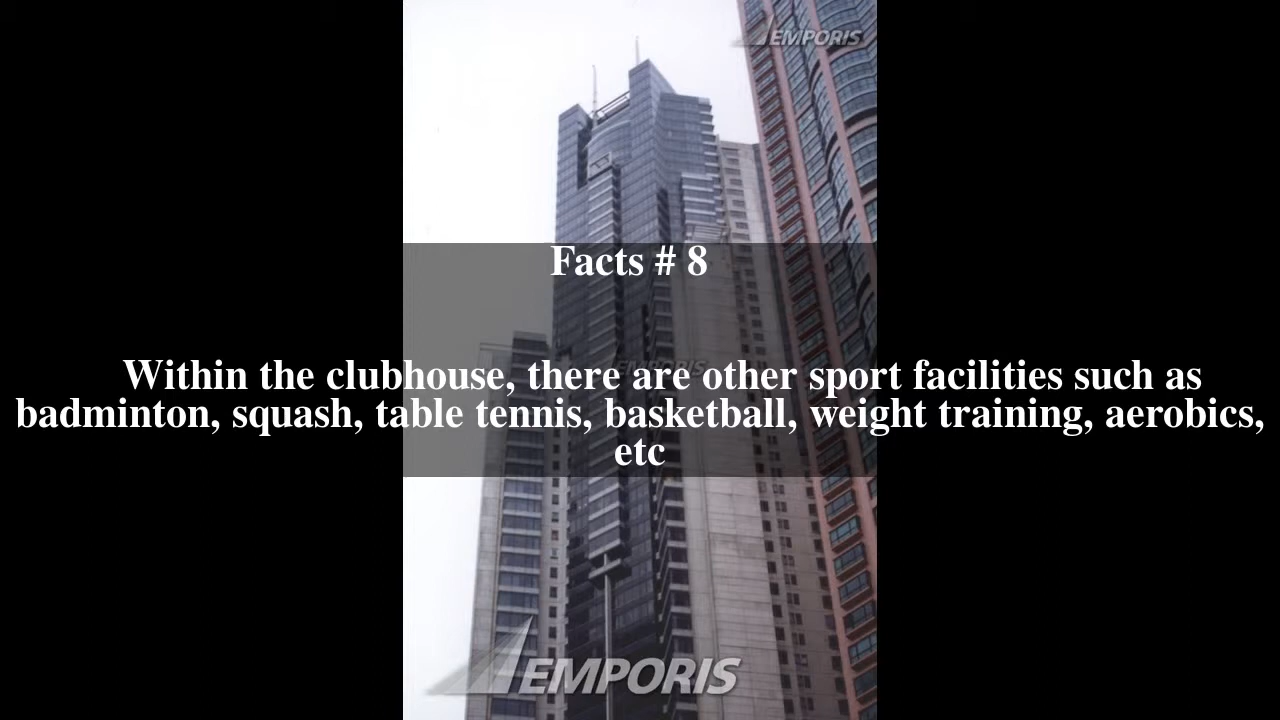 EMPORIS
Facts # 8
EMPORIS
Within the clubhouse, there are other sport facilities such as
badminton, squash, table tennis, basketball, weight training, aerobics,
etc
EMPORIS